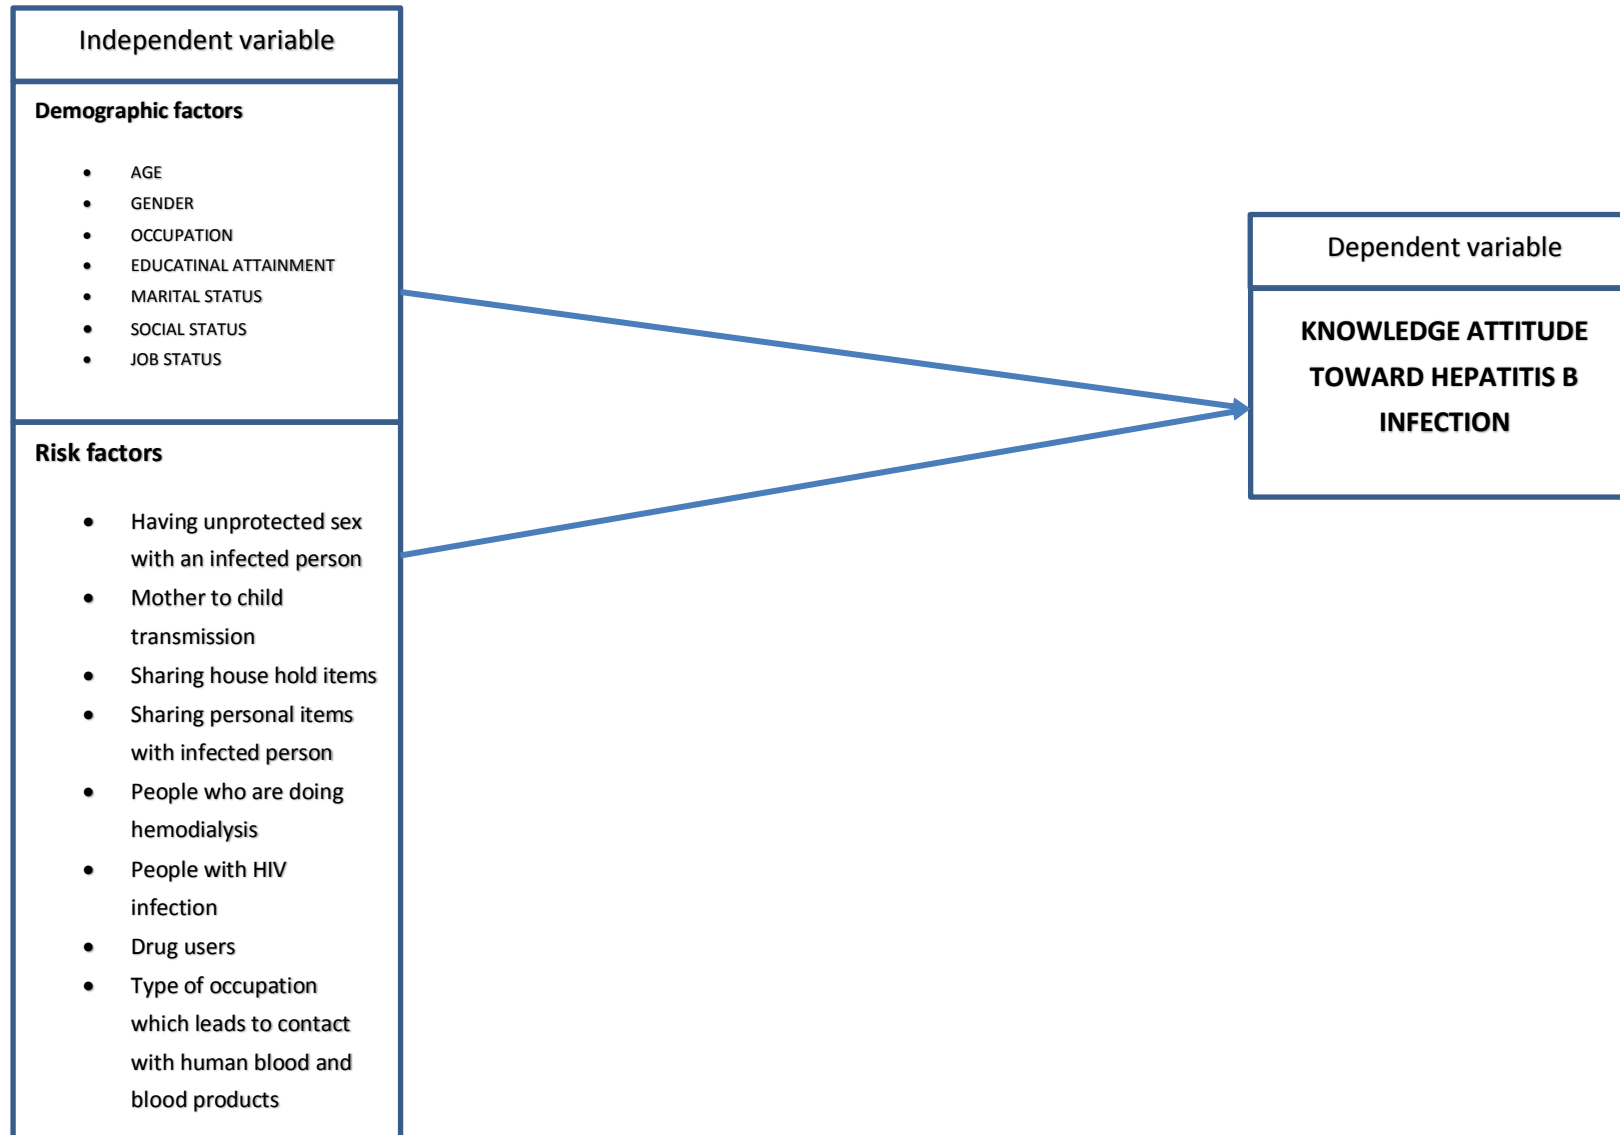 Independent variable
Demographic factors
• AGE
• GENDER
• OCCUPATION
• EDUCATINAL ATTAINMENT
• MARITAL STATUS
• SOCIAL STATUS
• JOB STATUS
Risk factors
• Having unprotected sex
with an infected person
• Mother to child
transmission
• Sharing house hold items
• Sharing personal items
with infected person
• People who are doing
hemodialysis
• People with HIV
infection
• Drug users
• Type of occupation
which leads to contact
with human blood and
blood products
Dependent variable
KNOWLEDGE ATTITUDE
TOWARD HEPATITIS B
INFECTION